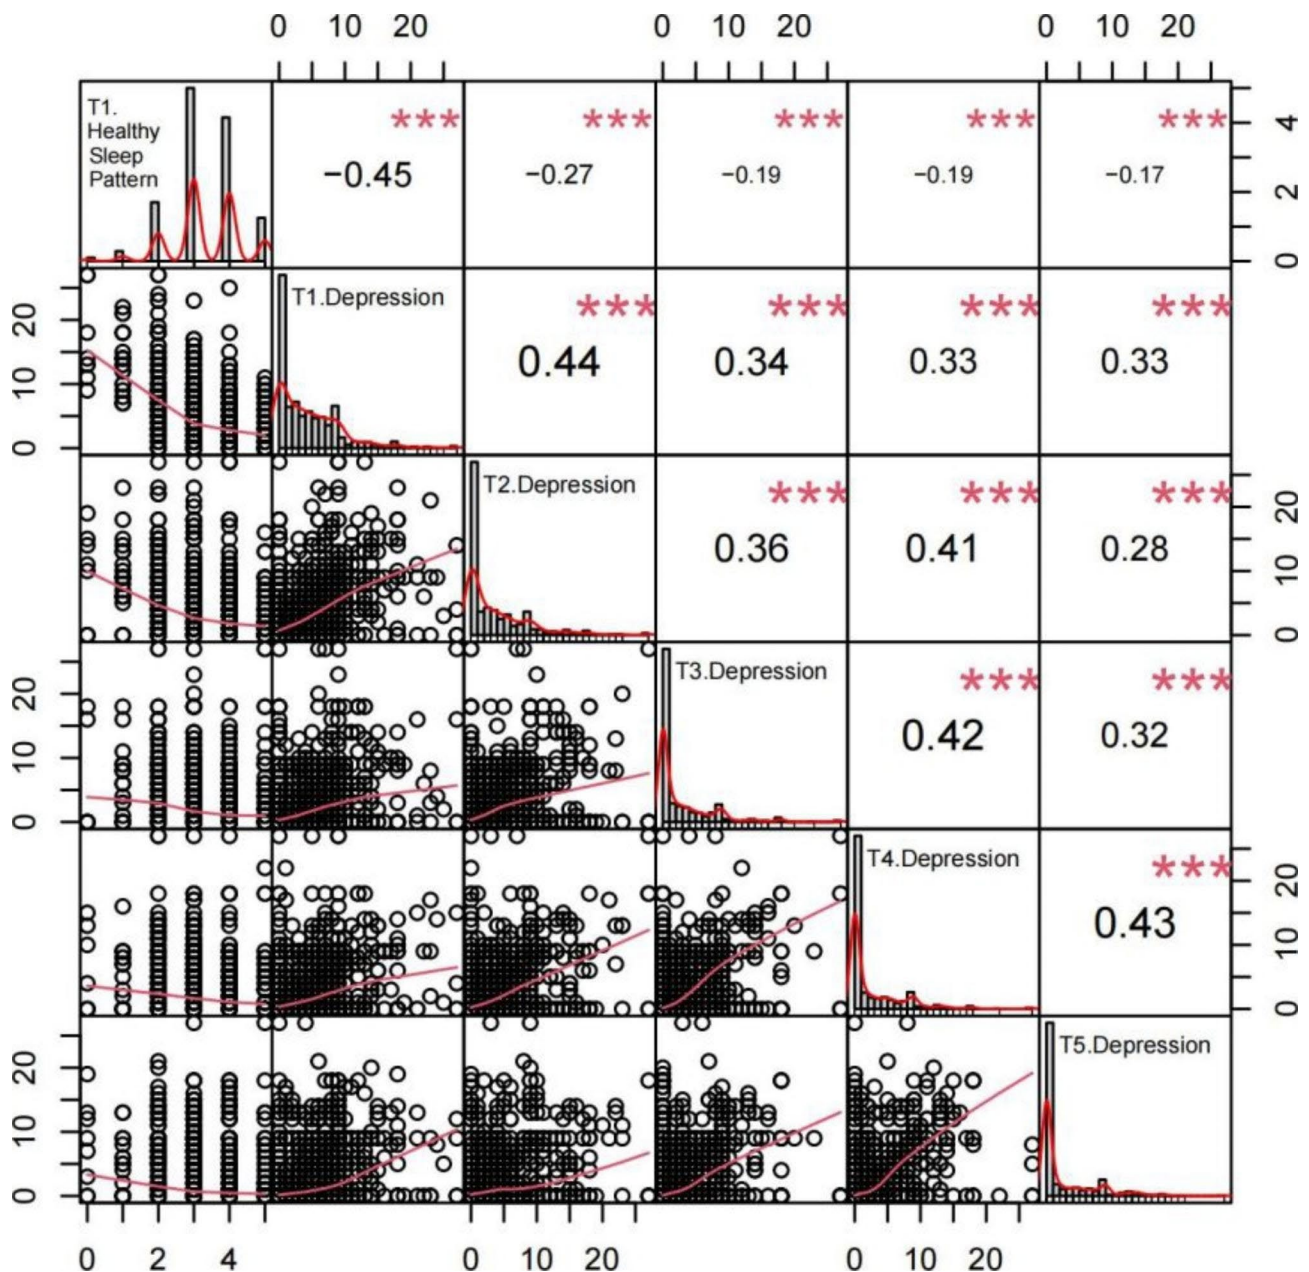 0 10 20 0 10 20 0 10 20
T1.
Healthy
Sleep
Pattern
*** *** *** *** ***
−0.45 −0.27 −0.19 −0.19 −0.17
4
2
0
T1.Depression
*** *** *** ***
0.44 0.34 0.33 0.33
20
10
0
T2.Depression
*** *** ***
0.36 0.41 0.28
20
10
0
T3.Depression
*** ***
0.42 0.32
20
10
0
T4.Depression
***
0.43
20
10
0
T5.Depression
20
10
0
0 2 4 0 10 20 0 10 20